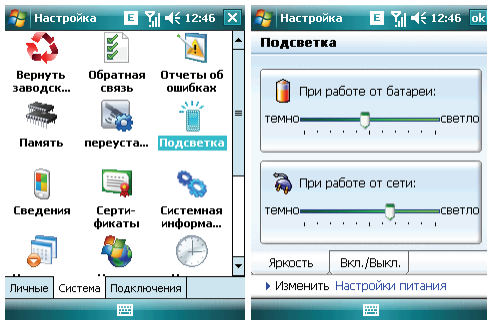 Настройка E 12:46
Вернуть заводск...
Обратная связь
Отчеты об ошибках
Память
переуста...
Подсветка
Сведения
Серти-фикаты
Системная информа...
Личные Система Подключения
Настройка E 12:46 ok
Подсветка
При работе от батареи:
темно светло
При работе от сети:
темно светло
Яркость Вкл./Выкл.
Изменить Настройки питания